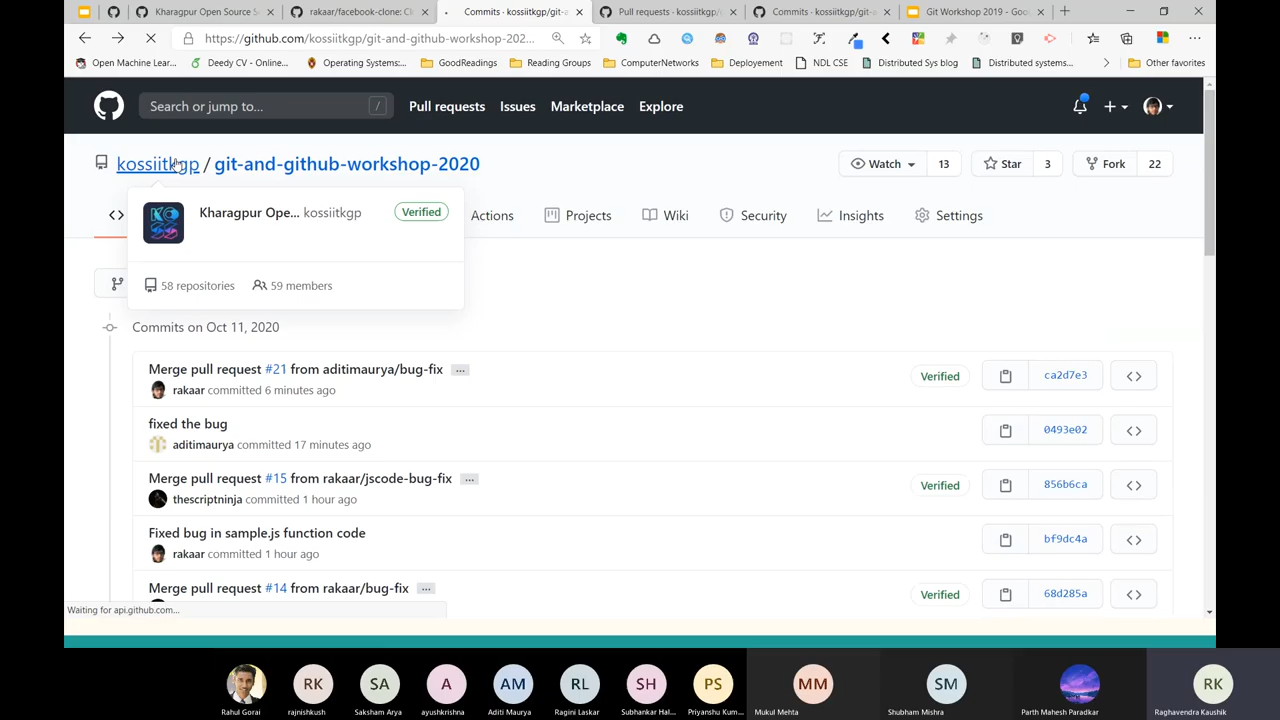 Kharagpur Open Source S
rakaar/facebook-clone: Cl
Commits · kossiitkgp/git-a
Pull requests · kossiitkgp/
Commits · kossiitkgp/git-a
Git Workshop 2019 - Goo
https://github.com/kossiitkgp/git-and-github-workshop-202...
Open Machine Lear...
Deedy CV - Online...
Operating Systems:...
GoodReadings
Reading Groups
ComputerNetworks
Deployement
NDL CSE
Distributed Sys blog
Distributed systems...
Other favorites
Search or jump to... /
Pull requests
Issues
Marketplace
Explore
kossiitkgp / git-and-github-workshop-2020
Watch 13
Star 3
Fork 22
Kharagpur Ope... kossiitkgp Verified
58 repositories 59 members
Actions
Projects
Wiki
Security
Insights
Settings
Commits on Oct 11, 2020
Merge pull request #21 from aditimaurya/bug-fix ...
rakaar committed 6 minutes ago
Verified ca2d7e3
fixed the bug
aditimaurya committed 17 minutes ago
0493e02
Merge pull request #15 from rakaar/jscode-bug-fix ...
thescriptninja committed 1 hour ago
Verified 856b6ca
Fixed bug in sample.js function code
rakaar committed 1 hour ago
bf9dc4a
Merge pull request #14 from rakaar/bug-fix ...
Verified 68d285a
Waiting for api.github.com...
RK SA A AM RL SH PS MM SM RK
Rahul Gorai
rajnishkush
Saksham Arya
ayushkrishna
Aditi Maurya
Ragini Laskar
Subhankar Hal...
Priyanshu Kum...
Mukul Mehta
Shubham Mishra
Parth Mahesh Paradkar
Raghavendra Kaushik